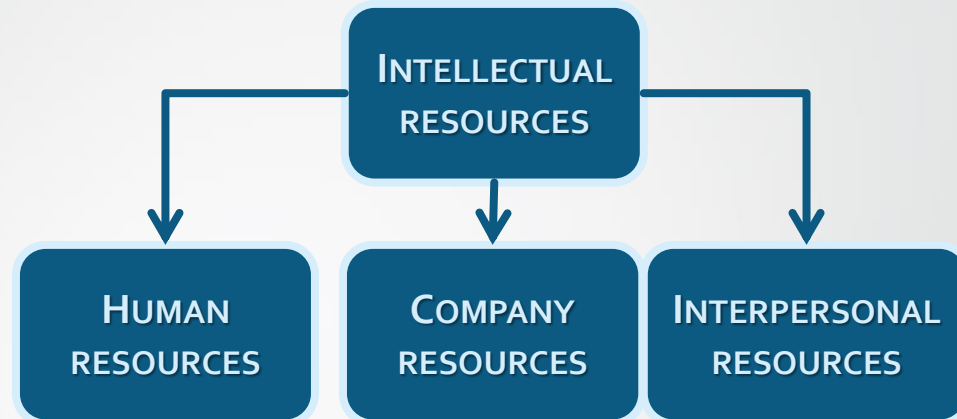 INTELLECTUAL
RESOURCES
HUMAN
RESOURCES
COMPANY
RESOURCES
INTERPERSONAL
RESOURCES